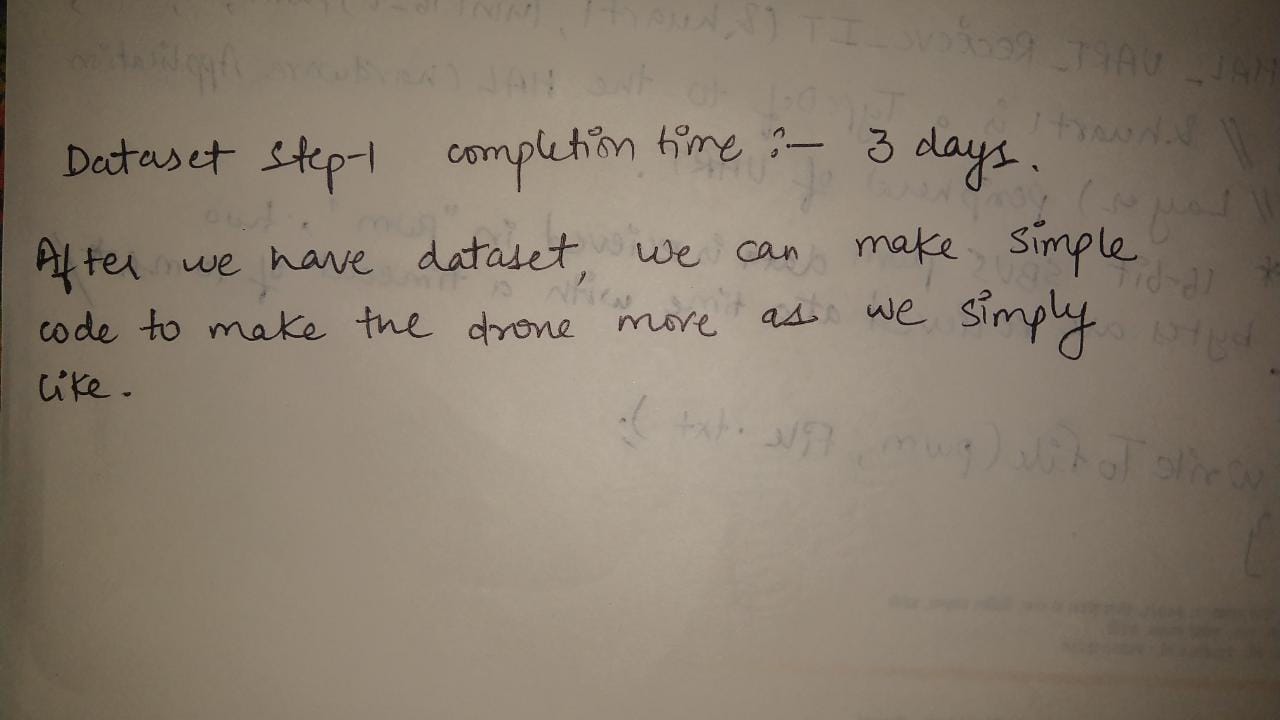 Dataset Step-1 completion time :- 3 days.
After we have dataset, we can make simple
code to make the drone more as we simply
like.